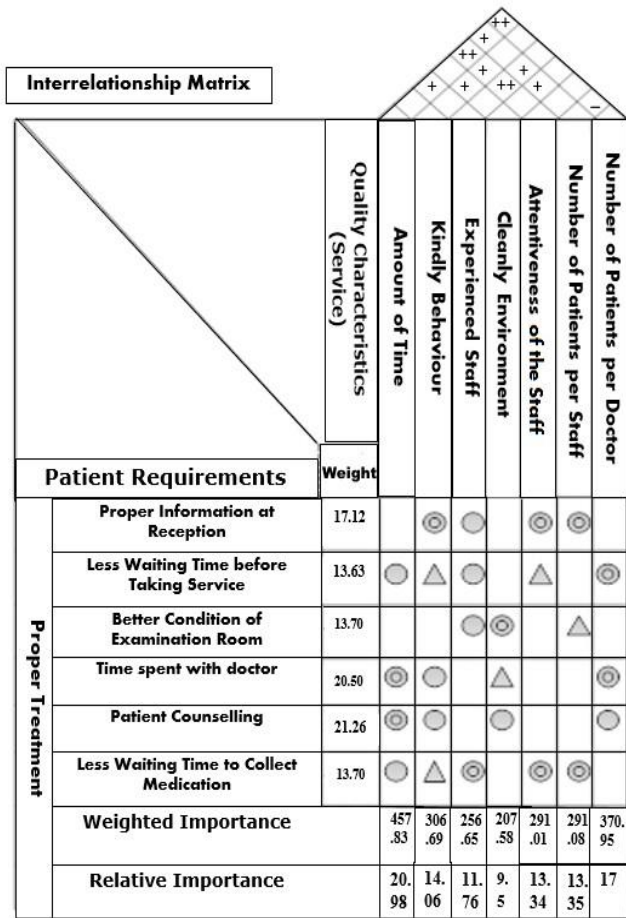 ++
+ +
++ +
+ +
+ + ++
−
Interrelationship Matrix
Quality Characteristics
(Service)
Amount of Time
Kindly Behaviour
Experienced Staff
Cleanly Environment
Attentiveness of the Staff
Number of Patients per Staff
Number of Patients per Doctor
Patient Requirements
Weight
Proper Treatment
Proper Information at
Reception
17.12
Less Waiting Time before
Taking Service
13.63
Better Condition of
Examination Room
13.70
Time spent with doctor
20.50
Patient Counselling
21.26
Less Waiting Time to Collect
Medication
13.70
Weighted Importance
457 306 256 207 291 291 370.
.83 .69 .65 .58 .01 .08 95
Relative Importance
20. 14. 11. 9. 13. 13. 17
98 06 76 5 34 35